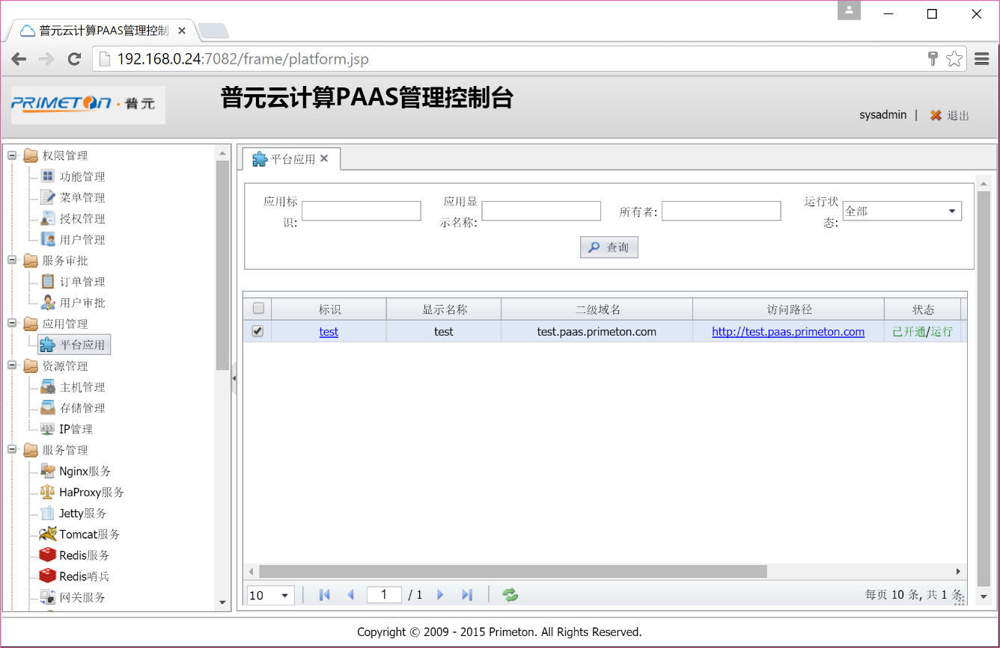 普元云计算PAAS管理控制
192.168.0.24:7082/frame/platform.jsp
PRIMETON · 普元
普元云计算PAAS管理控制台
sysadmin | 退出
权限管理
功能管理
菜单管理
授权管理
用户管理
服务审批
订单管理
用户审批
应用管理
平台应用
资源管理
主机管理
存储管理
255
IP管理
服务管理
Nginx服务
HaProxy服务
Jetty服务
Tomcat服务
Redis服务
Redis哨兵
网关服务
平台应用
应用标识:
应用显示名称:
所有者:
运行状态: 全部
查询
标识 显示名称 二级域名 访问路径 状态
test test test.paas.primeton.com http://test.paas.primeton.com 已开通/运行
10 1 / 1 每页 10 条, 共 1 条
Copyright © 2009 - 2015 Primeton. All Rights Reserved.